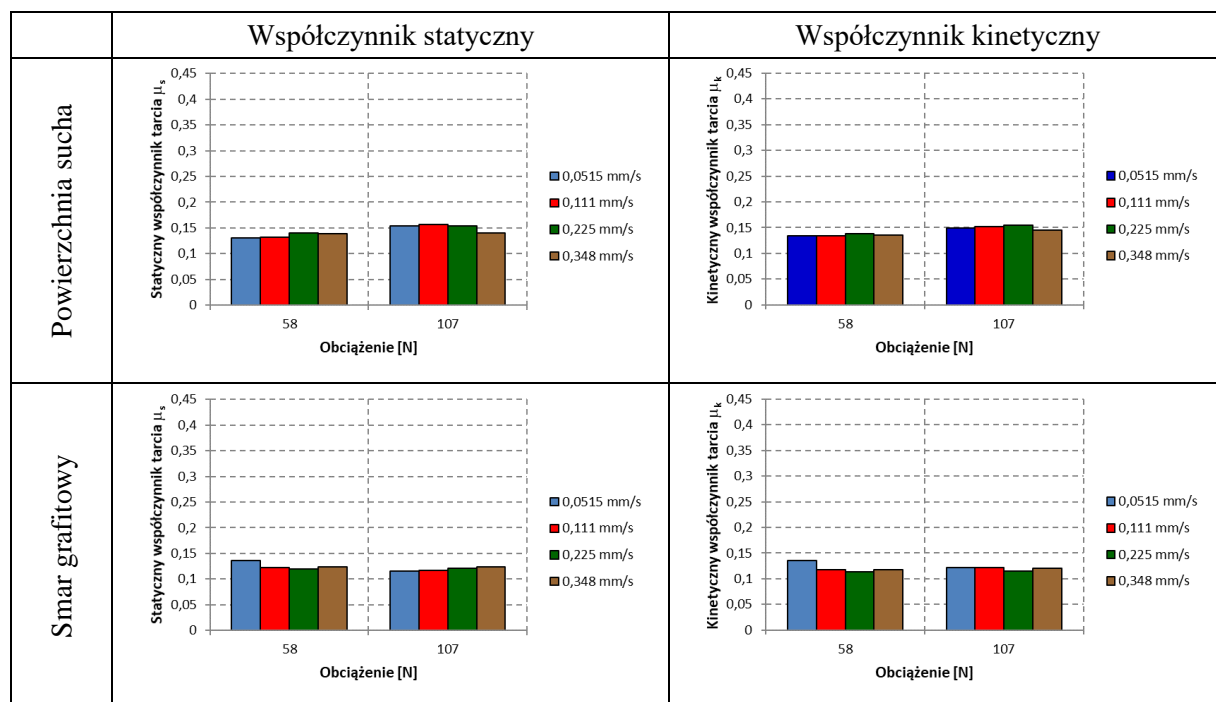 Współczynnik statyczny
Współczynnik kinetyczny
Powierzchnia sucha
Statyczny współczynnik tarcia μs
0,45
0,4
0,35
0,3
0,25
0,2
0,15
0,1
0,05
0
58
107
Obciążenie [N]
0,0515 mm/s
0,111 mm/s
0,225 mm/s
0,348 mm/s
Kinetyczny współczynnik tarcia μk
0,45
0,4
0,35
0,3
0,25
0,2
0,15
0,1
0,05
0
58
107
Obciążenie [N]
0,0515 mm/s
0,111 mm/s
0,225 mm/s
0,348 mm/s
Smar grafitowy
Statyczny współczynnik tarcia μs
0,45
0,4
0,35
0,3
0,25
0,2
0,15
0,1
0,05
0
58
107
Obciążenie [N]
0,0515 mm/s
0,111 mm/s
0,225 mm/s
0,348 mm/s
Kinetyczny współczynnik tarcia μk
0,45
0,4
0,35
0,3
0,25
0,2
0,15
0,1
0,05
0
58
107
Obciążenie [N]
0,0515 mm/s
0,111 mm/s
0,225 mm/s
0,348 mm/s